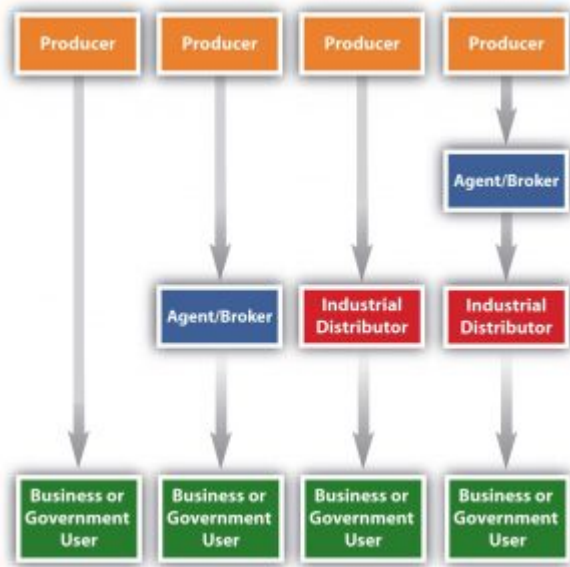 Producer
Producer
Producer
Producer
Agent/Broker
Agent/Broker
Industrial
Distributor
Industrial
Distributor
Business or
Government
User
Business or
Government
User
Business or
Government
User
Business or
Government
User